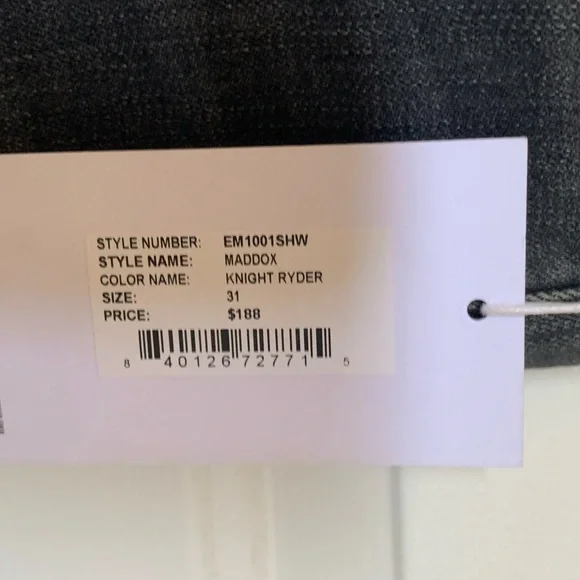 STYLE NUMBER: EM1001SHW
STYLE NAME: MADDOX
COLOR NAME: KNIGHT RYDER
SIZE: 31
PRICE: $188
8 40126 72771 5